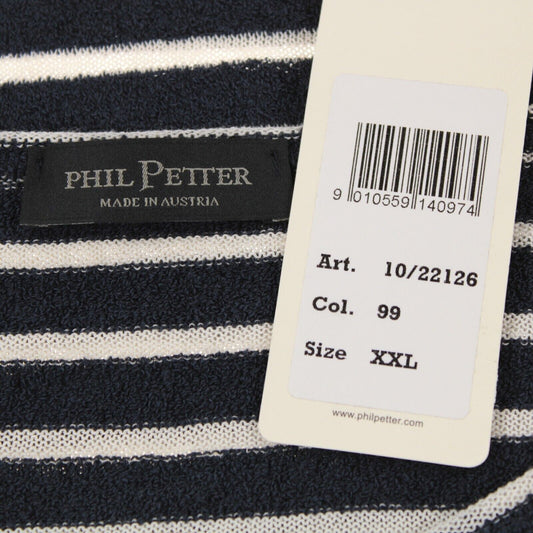 PHIL PETTER
MADE IN AUSTRIA
9 010559 140974
Art. 10/22126
Col. 99
Size XXL
www.philpetter.com